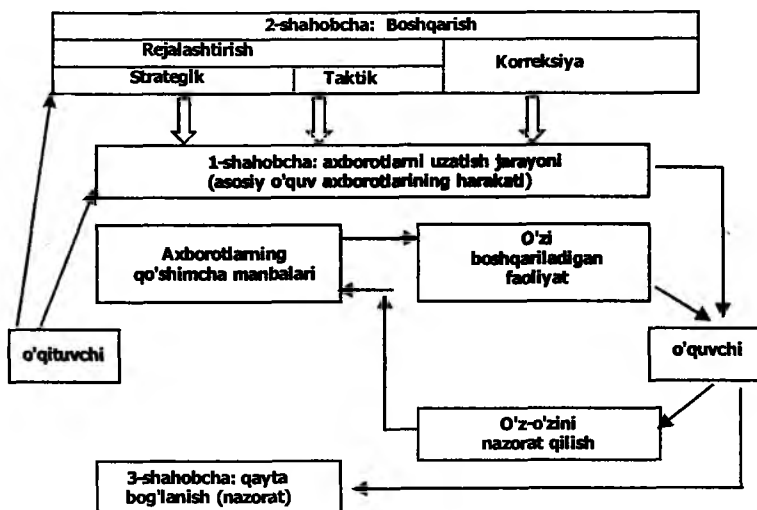 2-shahobcha: Boshqarish
Rejalashtirish
Korreksiya
Strategik
Taktik
1-shahobcha: axborotlarni uzatish jarayoni
(asosiy o'quv axborotlarining harakati)
Axborotlarning
qo'shimcha manbalari
O'zi
boshqariladigan
faoliyat
o'qituvchi
o'quvchi
O'z-o'zini
nazorat qilish
3-shahobcha: qayta
bog'lanish (nazorat)